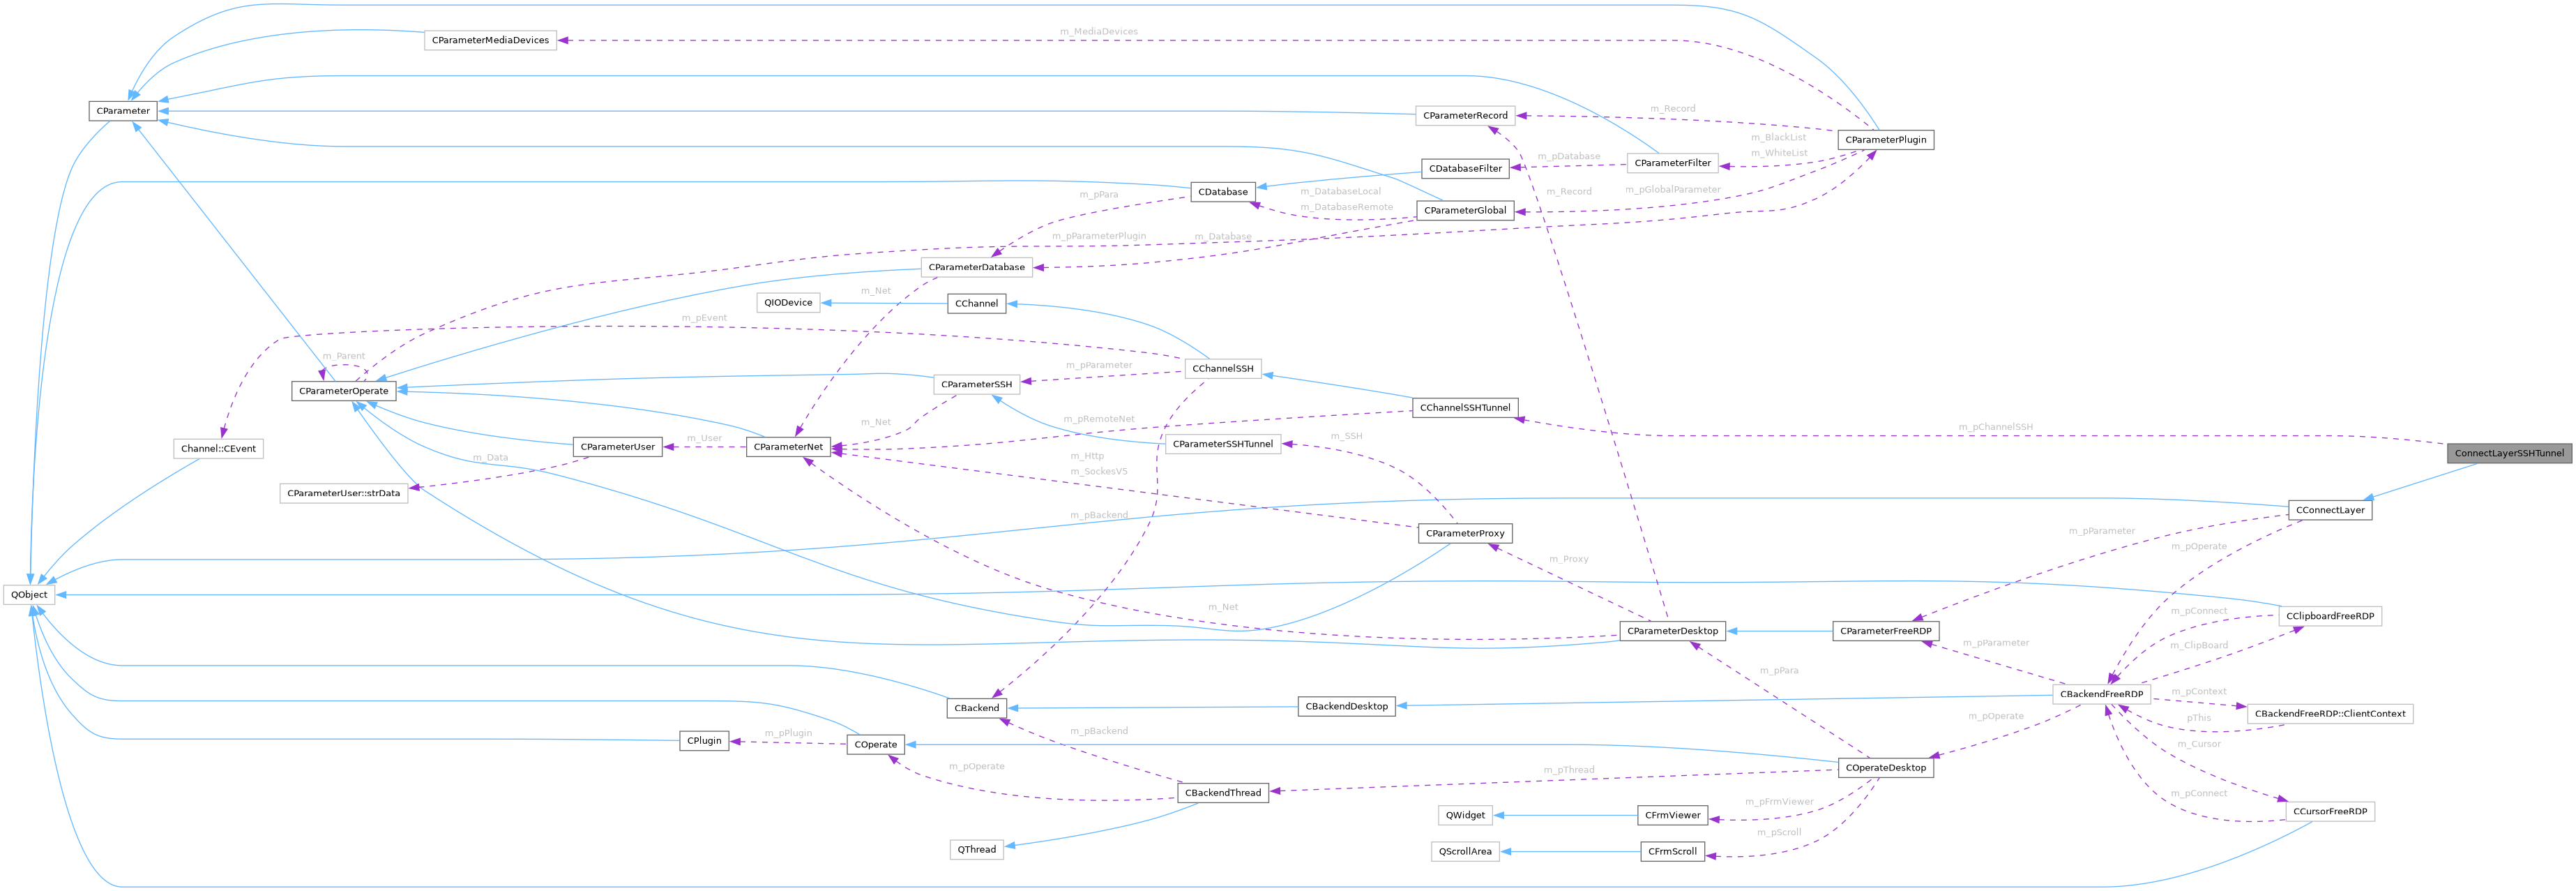 m_MediaDevices
CParameterMediaDevices
CParameter
m_Record
CParameterRecord
m_BlackList
m_WhiteList
CParameterPlugin
m_pDatabase
CParameterFilter
CDatabaseFilter
m_pPara
CDatabase
m_DatabaseLocal
m_DatabaseRemote
m_Record
m_pGlobalParameter
CParameterGlobal
m_pParameterPlugin
m_Database
CParameterDatabase
m_Net
QIODevice
CChannel
m_pEvent
m_Parent
CParameterOperate
m_pParameter
CParameterSSH
CChannelSSH
CChannelSSHTunnel
m_pRemoteNet
m_Net
m_pChannelSSH
Channel::CEvent
m_User
CParameterUser
CParameterNet
CParameterSSHTunnel
m_SSH
ConnectLayerSSHTunnel
m_Data
m_Http
m_SockesV5
CParameterUser::strData
m_pBackend
CConnectLayer
CParameterProxy
m_pParameter
m_pOperate
m_Proxy
QObject
m_Net
m_pConnect
CClipboardFreeRDP
CParameterDesktop
CParameterFreeRDP
m_pParameter
m_ClipBoard
m_pPara
CBackendFreeRDP
m_pContext
CBackend
CBackendDesktop
m_pOperate
pThis
CBackendFreeRDP::ClientContext
m_pPlugin
m_pBackend
CPlugin
COperate
m_Cursor
m_pOperate
m_pThread
COperateDesktop
CBackendThread
m_pConnect
m_pFrmViewer
QWidget
CFrmViewer
CCursorFreeRDP
m_pScroll
QThread
QScrollArea
CFrmScroll